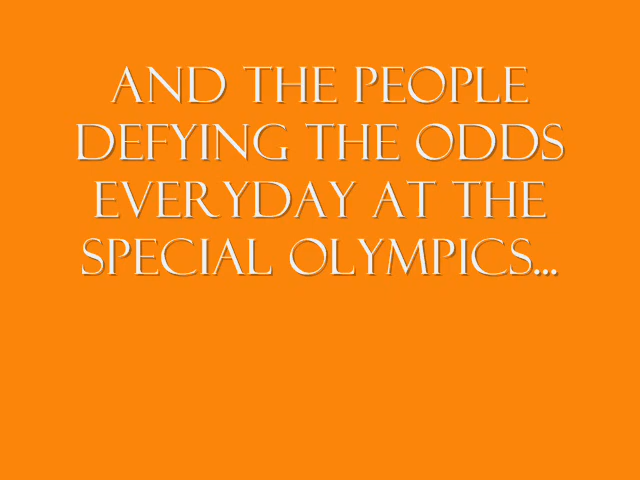 AND THE PEOPLE
DEFYING THE ODDS
EVERYDAY AT THE
SPECIAL OLYMPICS...